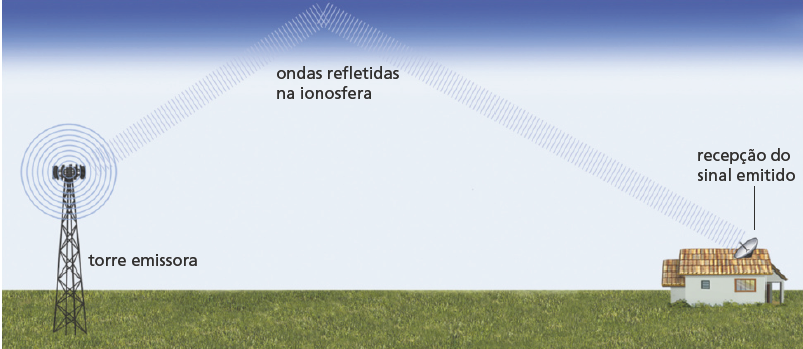 ondas refletidas
na ionosfera
recepção do
sinal emitido
torre emissora